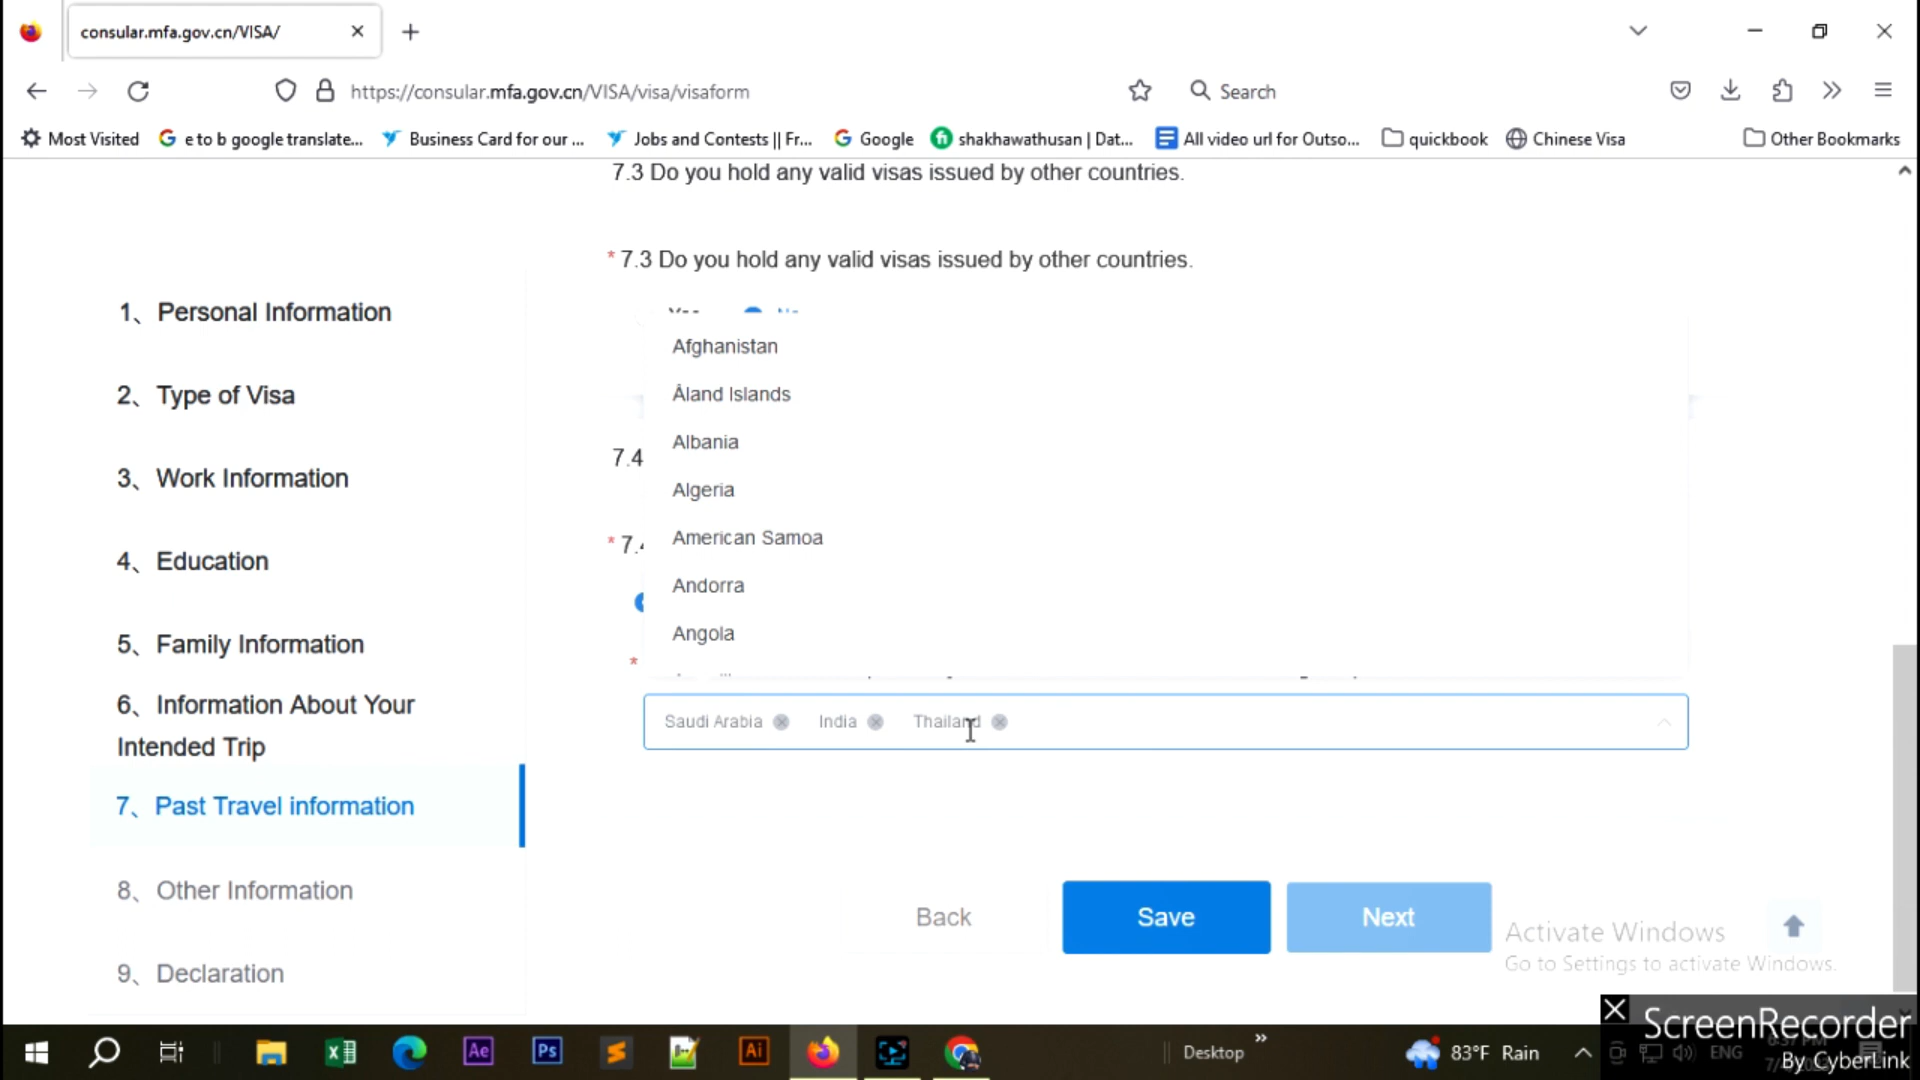 consular.mfa.gov.cn/VISA/
https://consular.mfa.gov.cn/VISA/visa/visaform
Search
Most Visited
e to b google translate...
Business Card for our ...
Jobs and Contests || Fr...
Google
shakhawathusan | Dat...
All video url for Outso...
quickbook
Chinese Visa
Other Bookmarks
7.3 Do you hold any valid visas issued by other countries.
* 7.3 Do you hold any valid visas issued by other countries.
1、 Personal Information
2、 Type of Visa
3、 Work Information
4、 Education
5、 Family Information
6、 Information About Your
Intended Trip
7、 Past Travel information
8、 Other Information
9、 Declaration
Afghanistan
Åland Islands
Albania
7.4
Algeria
American Samoa
* 7.4
Andorra
Angola
*
Saudi Arabia
India
Thailand
Back
Save
Next
Activate Windows
Go to Settings to activate Windows.
ScreenRecorder
By CyberLink
Ae
Ps
Ai
Desktop
83°F Rain
ENG